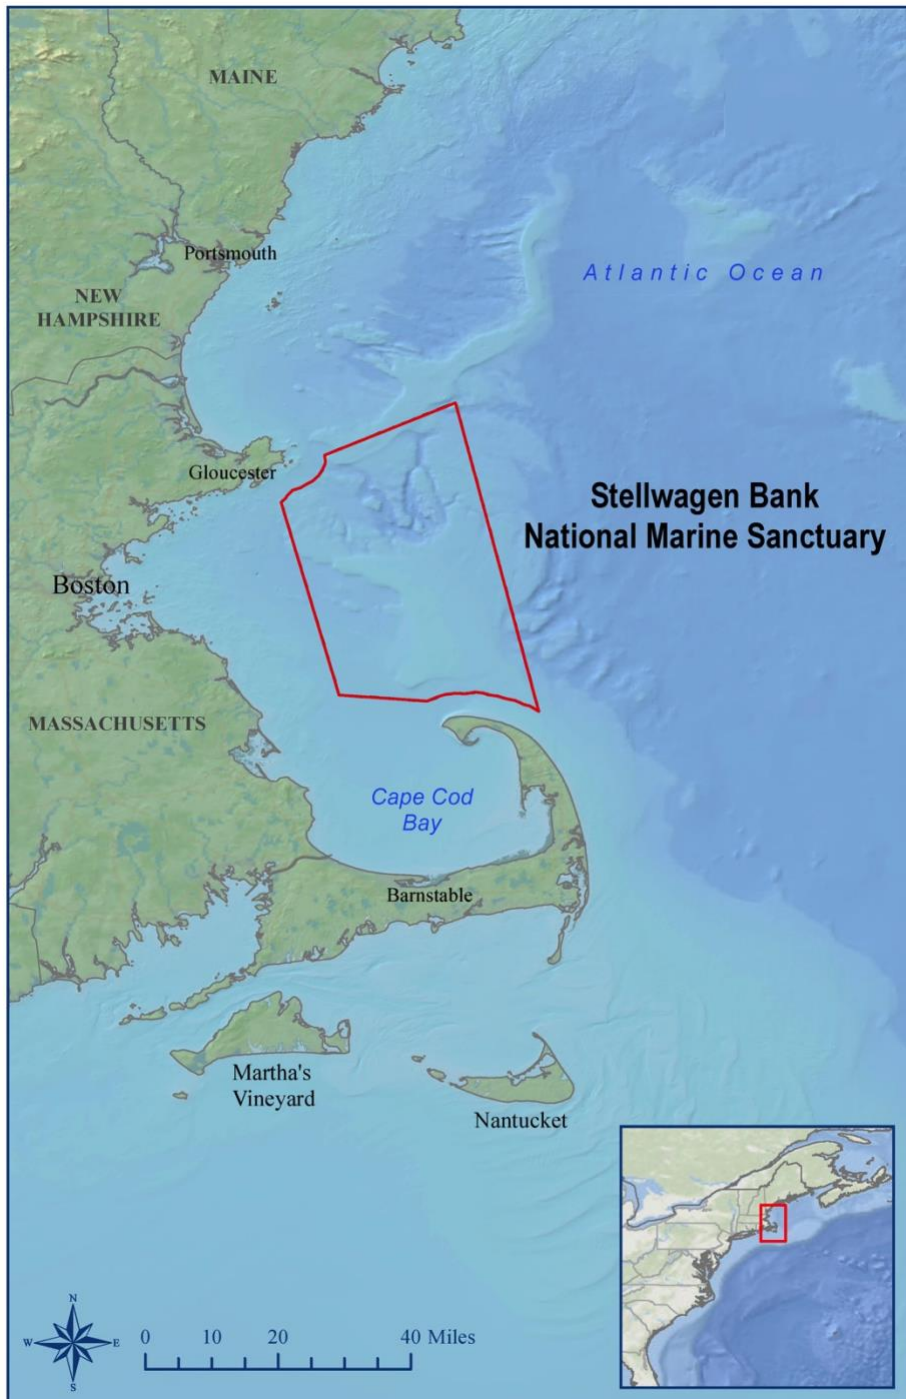 MAINE
Portsmouth
Atlantic Ocean
NEW
HAMPSHIRE
Gloucester
Stellwagen Bank
National Marine Sanctuary
Boston
MASSACHUSETTS
Cape Cod
Bay
Barnstable
Martha's
Vineyard
Nantucket
N
W
E
S
0 10 20 40 Miles